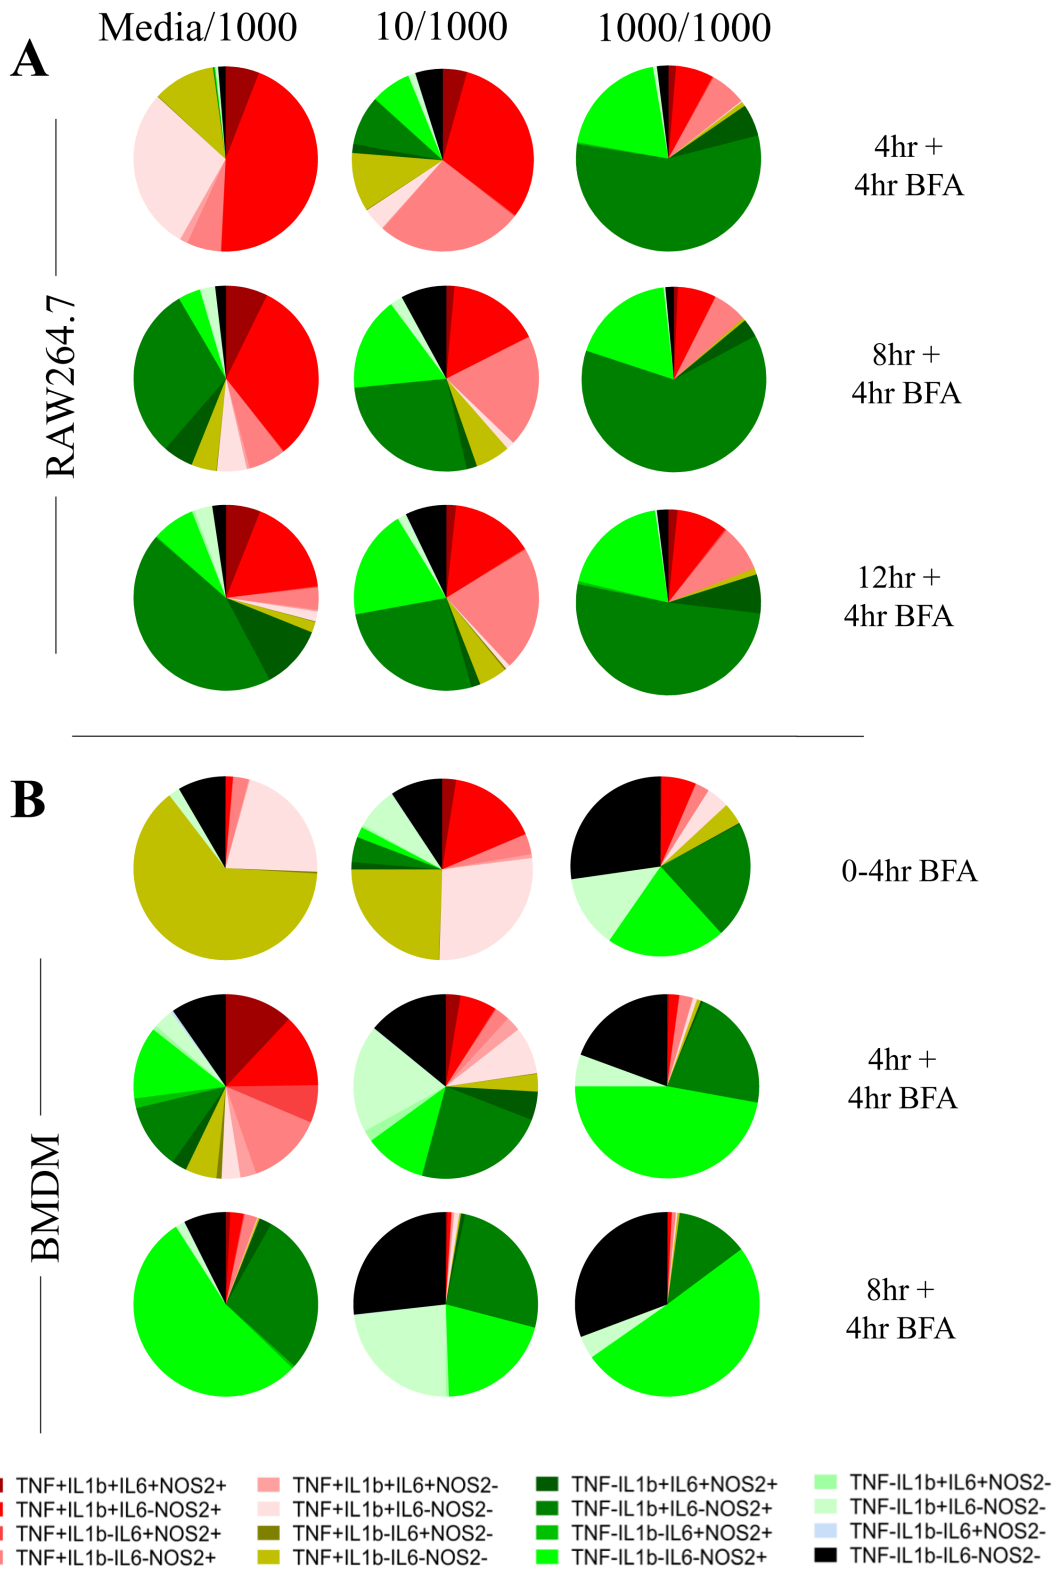 Media/1000 10/1000 1000/1000
A
4hr +
4hr BFA
RAW264.7
8hr +
4hr BFA
12hr +
4hr BFA
B
0-4hr BFA
4hr +
4hr BFA
BMDM
8hr +
4hr BFA
TNF+IL1b+IL6+NOS2+ TNF+IL1b+IL6+NOS2- TNF-IL1b+IL6+NOS2+ TNF-IL1b+IL6+NOS2-
TNF+IL1b+IL6-NOS2+ TNF+IL1b+IL6-NOS2- TNF-IL1b+IL6-NOS2+ TNF-IL1b+IL6-NOS2-
TNF+IL1b-IL6+NOS2+ TNF+IL1b-IL6+NOS2- TNF-IL1b-IL6+NOS2+ TNF-IL1b-IL6+NOS2-
TNF+IL1b-IL6-NOS2+ TNF+IL1b-IL6-NOS2- TNF-IL1b-IL6-NOS2+ TNF-IL1b-IL6-NOS2-